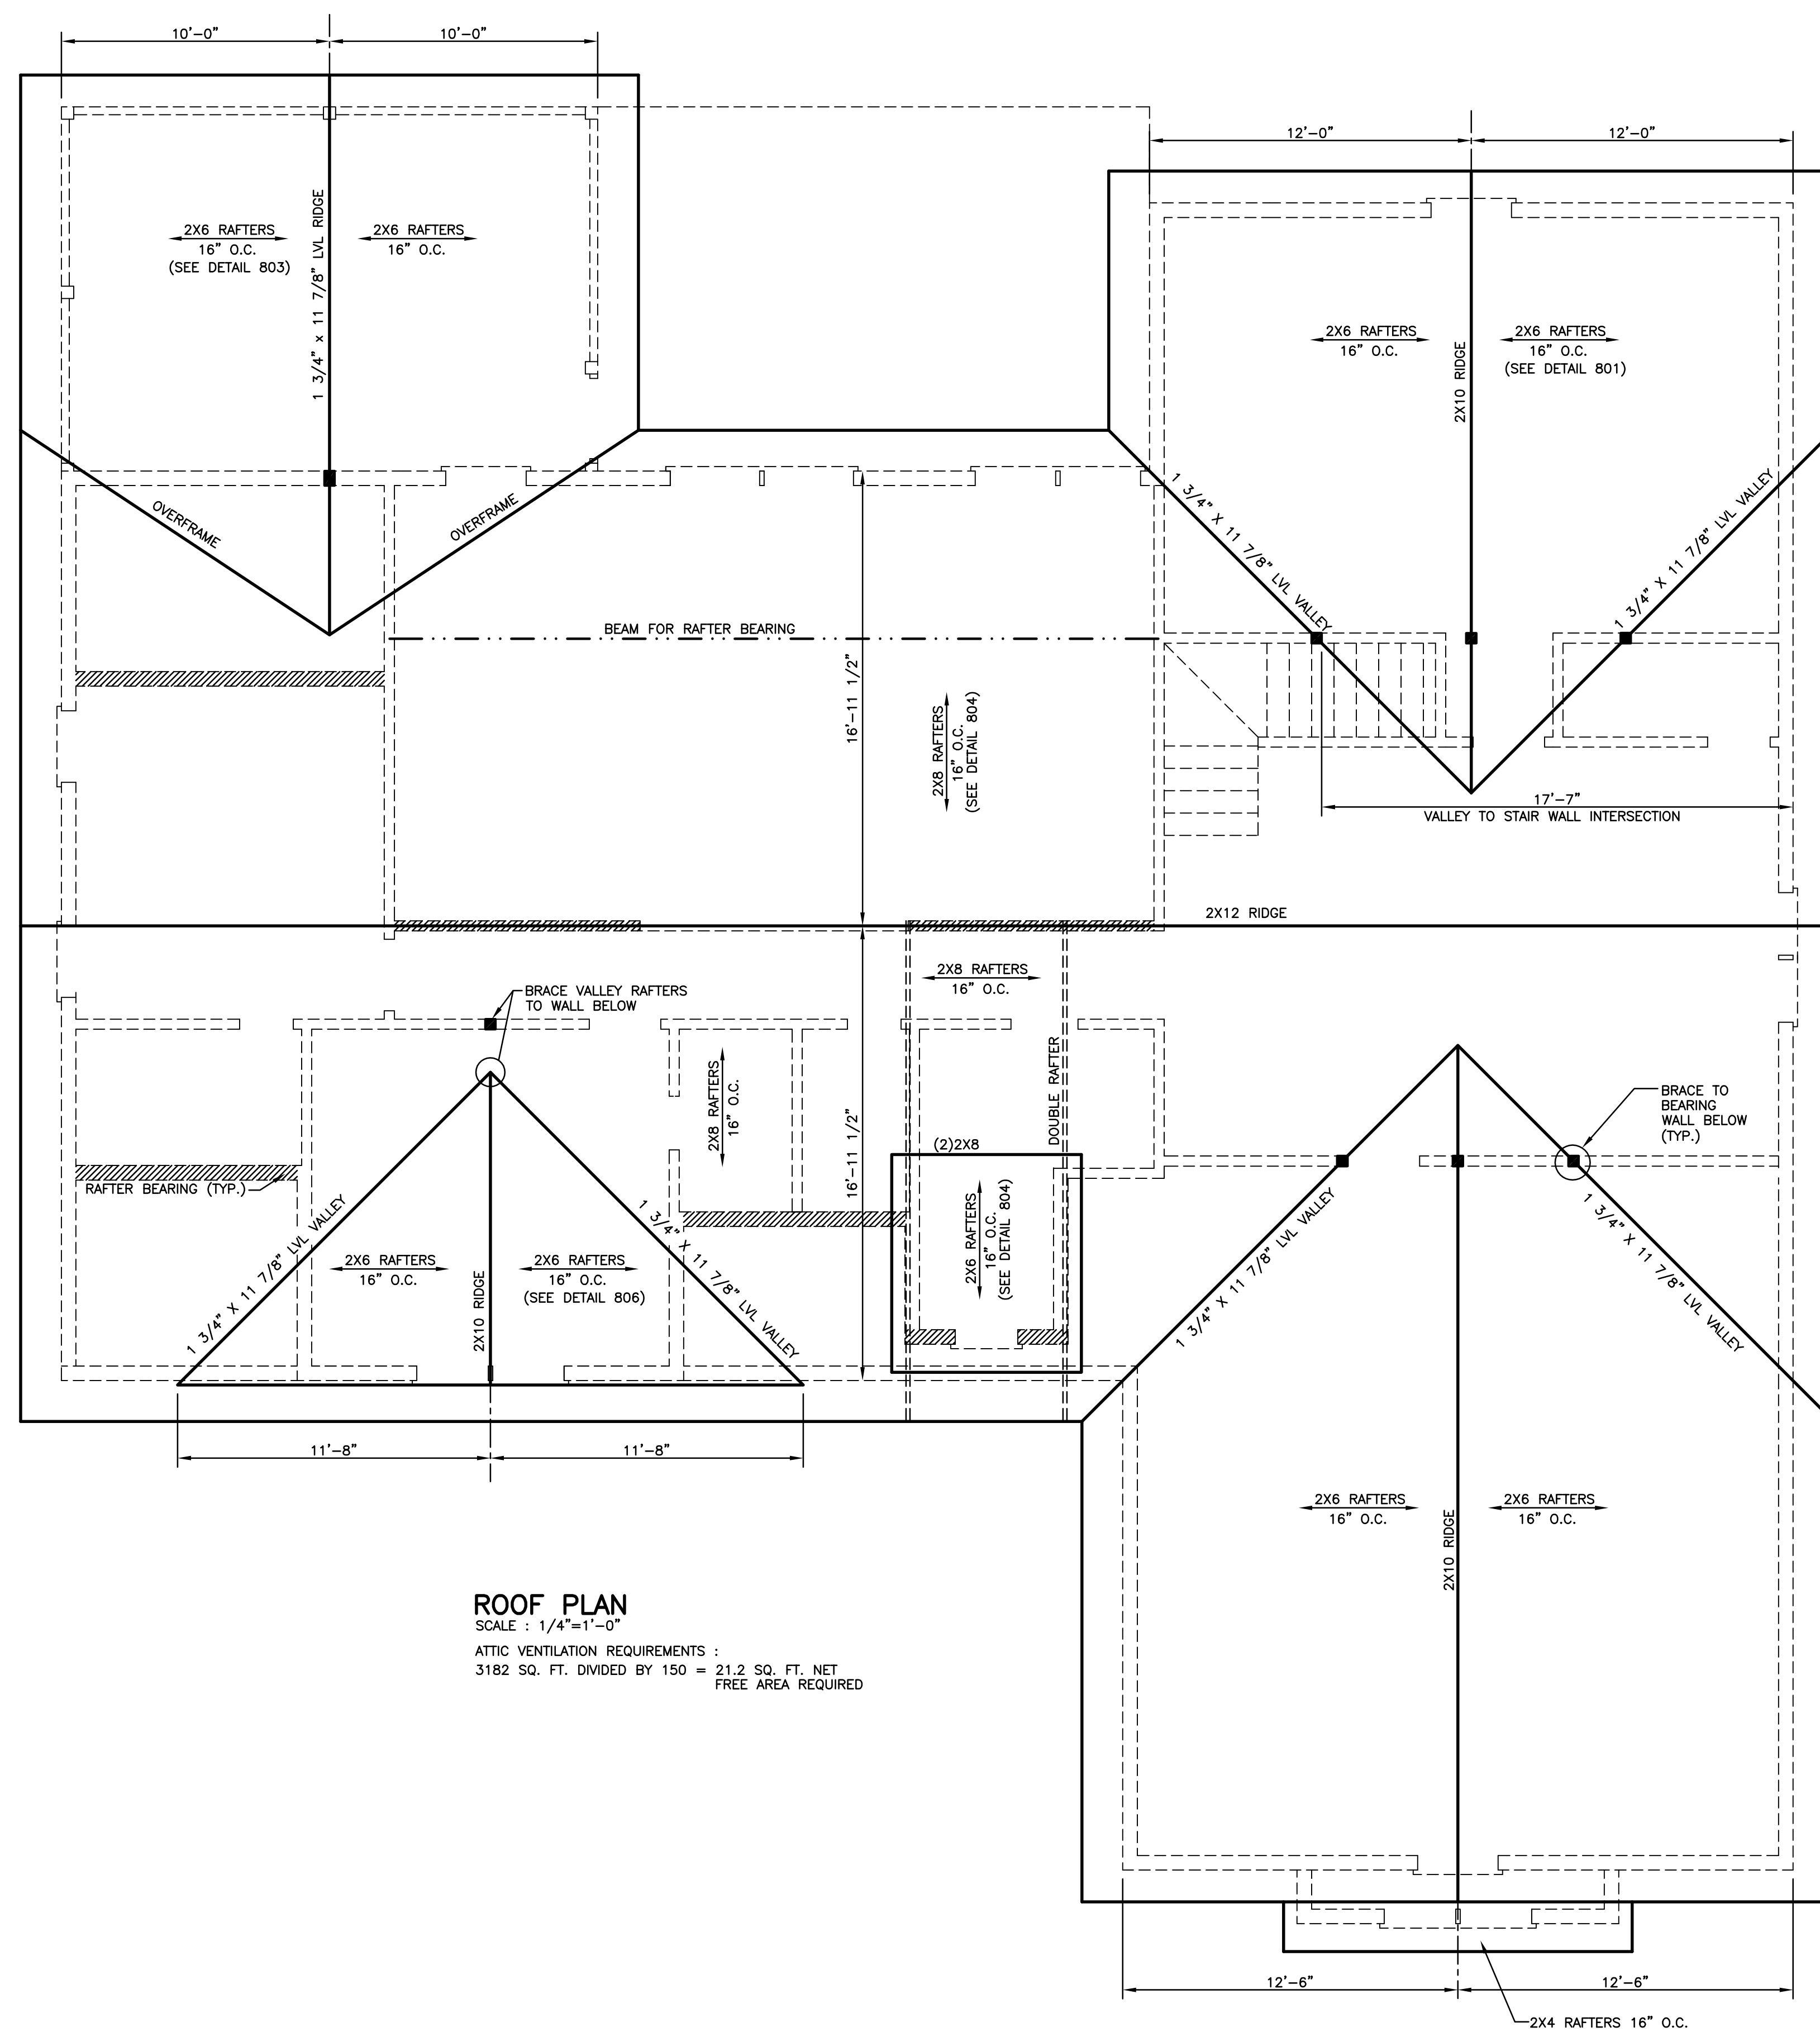 10'-0"
10'-0"
12'-0"
12'-0"
2X6 RAFTERS
16" O.C.
(SEE DETAIL 803)
1 3/4" x 11 7/8" LVL RIDGE
2X6 RAFTERS
16" O.C.
2X6 RAFTERS
16" O.C.
2X10 RIDGE
2X6 RAFTERS
16" O.C.
(SEE DETAIL 801)
OVERFRAME
OVERFRAME
1 3/4" X 11 7/8" LVL VALLEY
1 3/4" X 11 7/8" LVL VALLEY
BEAM FOR RAFTER BEARING
16'-11 1/2"
2X8 RAFTERS
16" O.C.
(SEE DETAIL 804)
17'-7"
VALLEY TO STAIR WALL INTERSECTION
2X12 RIDGE
2X8 RAFTERS
16" O.C.
BRACE VALLEY RAFTERS
TO WALL BELOW
2X8 RAFTERS
16" O.C.
16'-11 1/2"
DOUBLE RAFTER
(2)2X8
BRACE TO
BEARING
WALL BELOW
(TYP.)
RAFTER BEARING (TYP.)
1 3/4" X 11 7/8" LVL VALLEY
1 3/4" X 11 7/8" LVL VALLEY
2X6 RAFTERS
16" O.C.
(SEE DETAIL 804)
1 3/4" X 11 7/8" LVL VALLEY
1 3/4" X 11 7/8" LVL VALLEY
2X6 RAFTERS
16" O.C.
2X10 RIDGE
2X6 RAFTERS
16" O.C.
(SEE DETAIL 806)
11'-8"
11'-8"
2X6 RAFTERS
16" O.C.
2X10 RIDGE
2X6 RAFTERS
16" O.C.
ROOF PLAN
SCALE : 1/4"=1'-0"
ATTIC VENTILATION REQUIREMENTS :
3182 SQ. FT. DIVIDED BY 150 = 21.2 SQ. FT. NET
FREE AREA REQUIRED
12'-6"
12'-6"
2X4 RAFTERS 16" O.C.